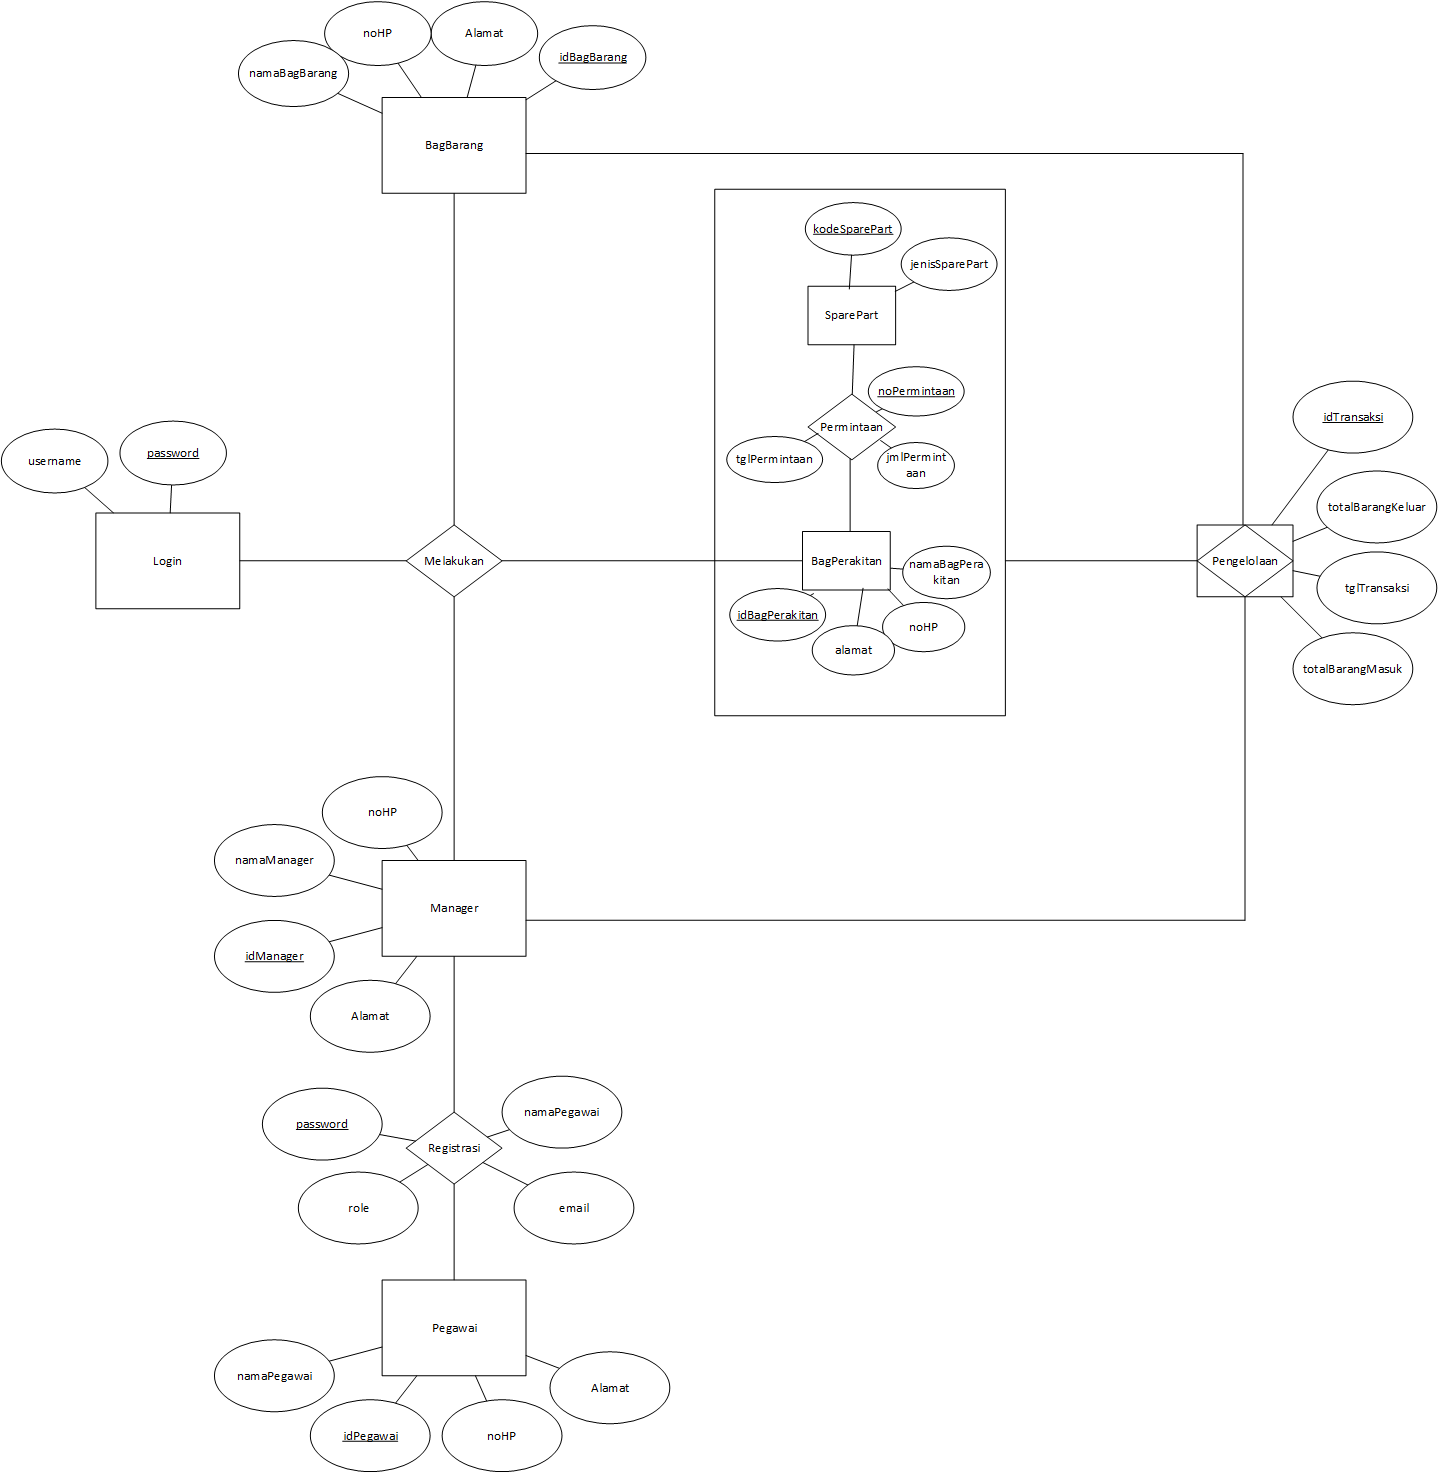 noHP
Alamat
idBagBarang
namaBagBarang
BagBarang
kodeSparePart
jenisSparePart
SparePart
noPermintaan
Permintaan
tglPermintaan
jmlPermint
aan
idTransaksi
username
password
totalBarangKeluar
Login
Melakukan
BagPerakitan
namaBagPera
kitan
Pengelolaan
tglTransaksi
idBagPerakitan
noHP
alamat
totalBarangMasuk
noHP
namaManager
Manager
idManager
Alamat
namaPegawai
password
Registrasi
role
email
Pegawai
namaPegawai
Alamat
idPegawai
noHP